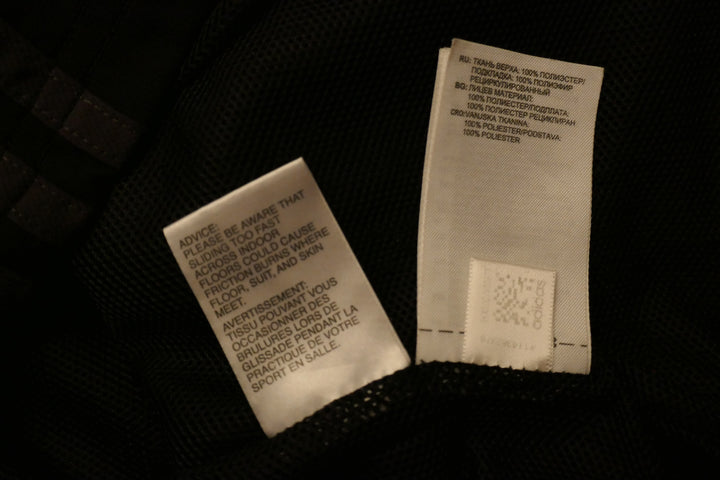 ADVICE:
PLEASE BE AWARE THAT
SLIDING TOO FAST
ACROSS INDOOR
FLOORS COULD CAUSE
FRICTION BURNS WHERE
FLOOR, SUIT, AND SKIN
MEET.
AVERTISSEMENT:
TISSU POUVANT VOUS
OCCASIONNER DES
BRULURES LORS DE
GLISSADE PENDANT LA
PRACTIQUE DE VOTRE
SPORT EN SALLE.
RU: ТКАНЬ ВЕРХА: 100% ПОЛИЭСТЕР/
ПОДКЛАДКА: 100% ПОЛИЭФИР
РЕЦИРКУЛИРОВАННЫЙ
BG: ЛИЦЕВ МАТЕРИАЛ:
100% ПОЛИЕСТЕР/ПОДПЛАТА:
100% ПОЛИЕСТЕР РЕЦИКЛИРАН
CRO: VANJSKA TKANINA:
100% POLIESTER/PODSTAVA:
100% POLIESTER
adidas